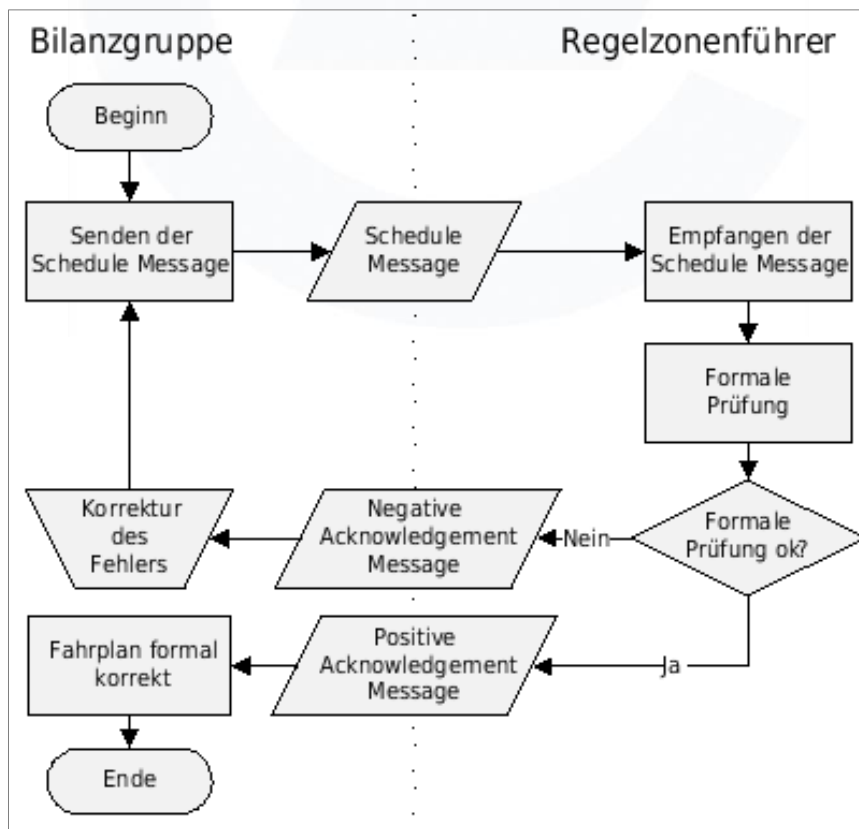 Bilanzgruppe
Regelzonenführer
Beginn
Senden der
Schedule Message
Schedule
Message
Empfangen der
Schedule Message
Formale
Prüfung
Formale
Prüfung ok?
Nein
Negative
Acknowledgement
Message
Korrektur
des
Fehlers
Ja
Positive
Acknowledgement
Message
Fahrplan formal
korrekt
Ende